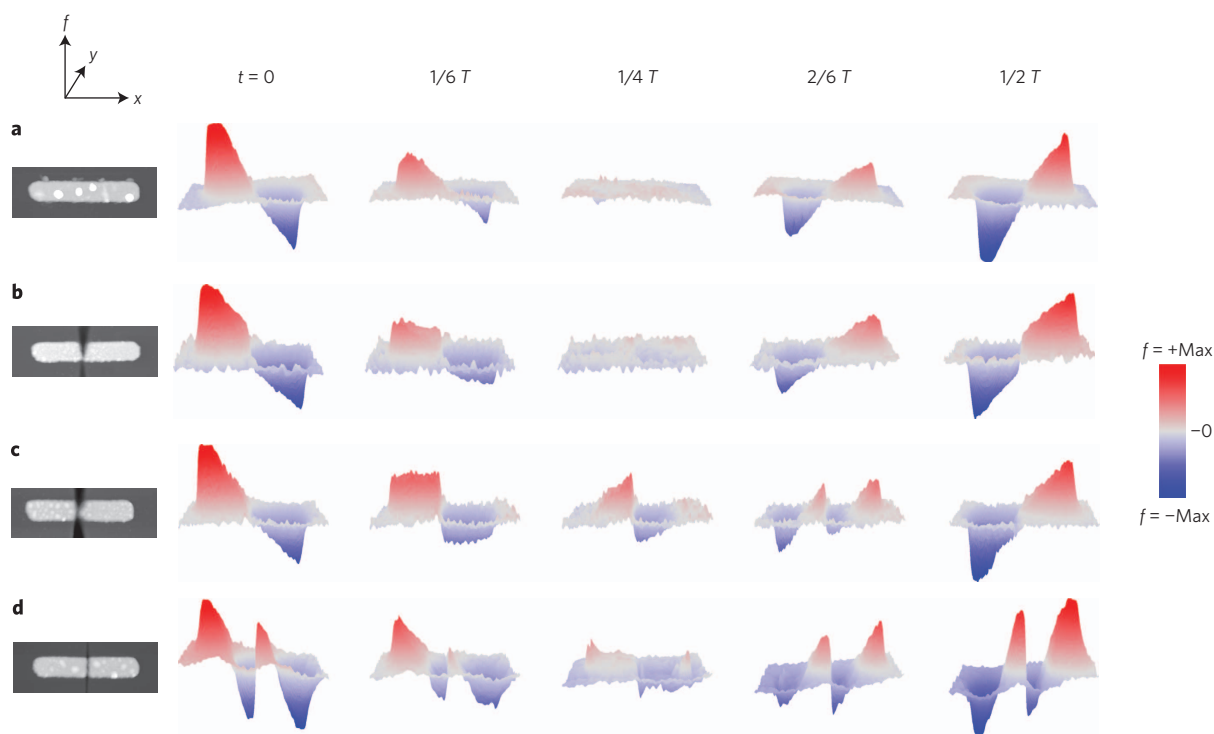 f
y
x
t = 0 1/6 T 1/4 T 2/6 T 1/2 T
a
b
f = +Max
−0
f = −Max
c
d